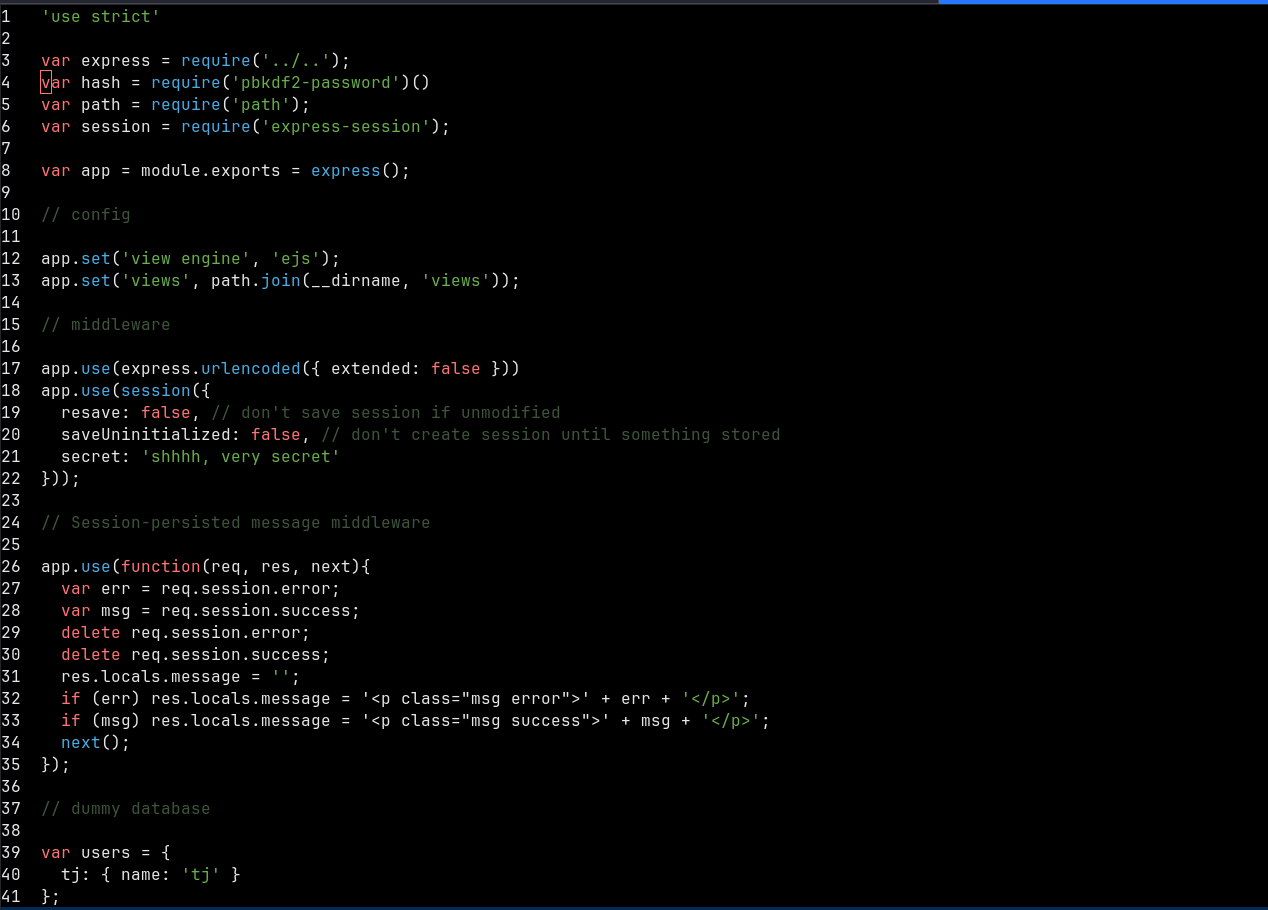 1 'use strict'
2
3 var express = require('../..');
4 var hash = require('pbkdf2-password')()
5 var path = require('path');
6 var session = require('express-session');
7
8 var app = module.exports = express();
9
10 // config
11
12 app.set('view engine', 'ejs');
13 app.set('views', path.join(__dirname, 'views'));
14
15 // middleware
16
17 app.use(express.urlencoded({ extended: false }))
18 app.use(session({
19   resave: false, // don't save session if unmodified
20   saveUninitialized: false, // don't create session until something stored
21   secret: 'shhhh, very secret'
22 }));
23
24 // Session-persisted message middleware
25
26 app.use(function(req, res, next){
27   var err = req.session.error;
28   var msg = req.session.success;
29   delete req.session.error;
30   delete req.session.success;
31   res.locals.message = '';
32   if (err) res.locals.message = '<p class="msg error">' + err + '</p>';
33   if (msg) res.locals.message = '<p class="msg success">' + msg + '</p>';
34   next();
35 });
36
37 // dummy database
38
39 var users = {
40   tj: { name: 'tj' }
41 };